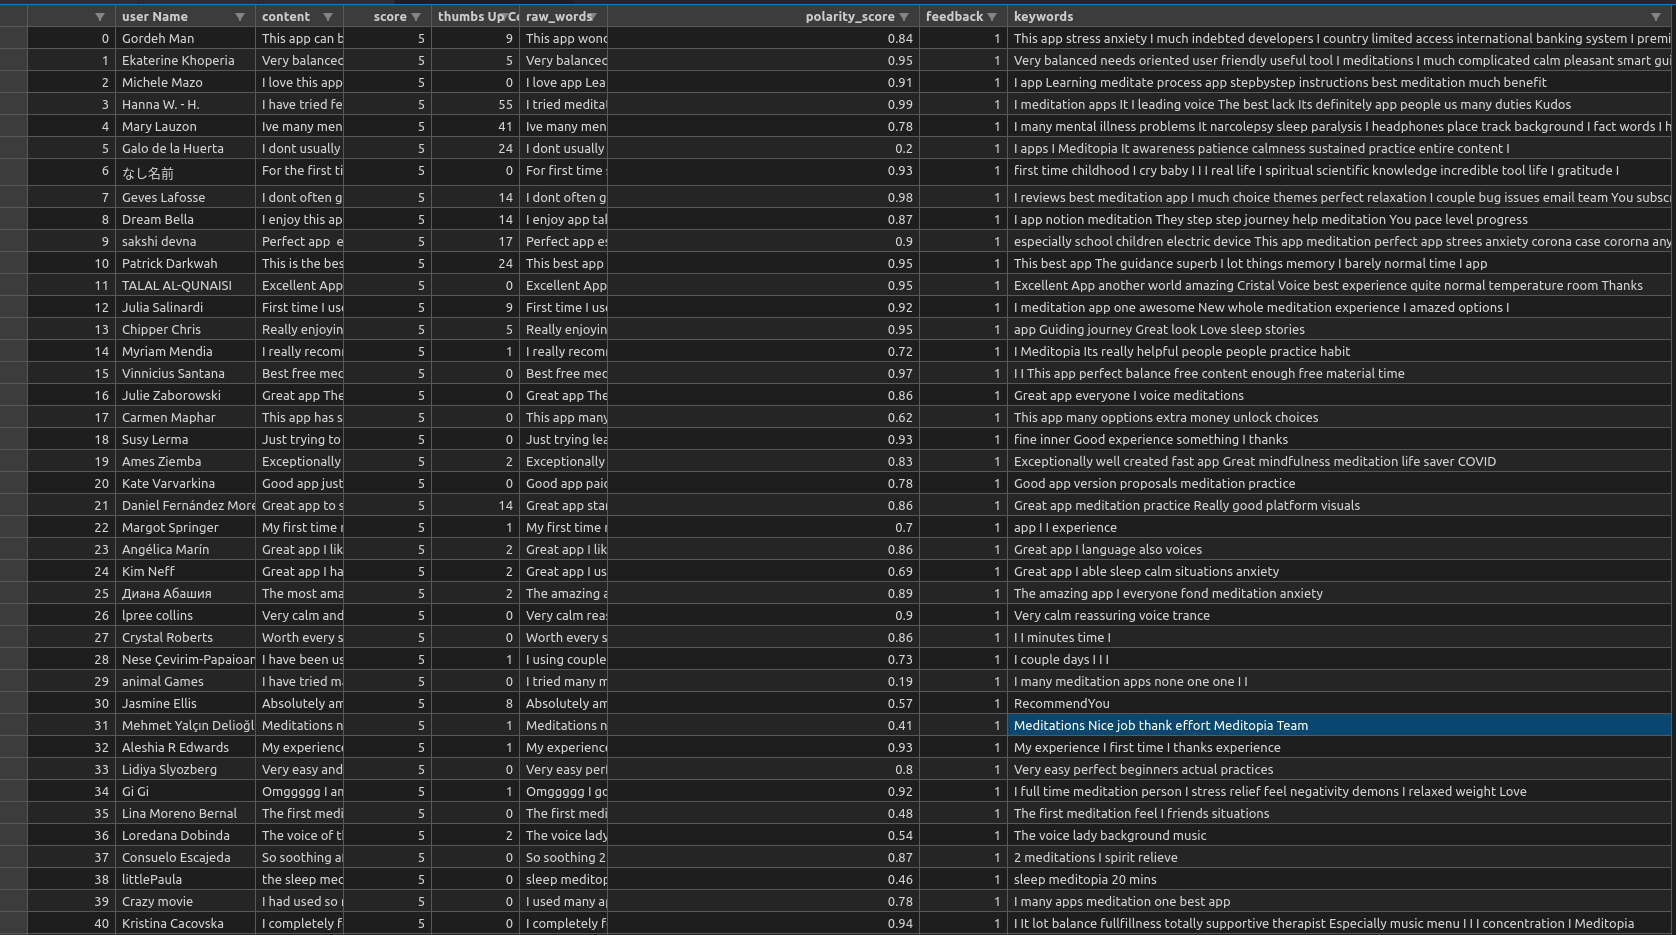 user Name content score thumbs Up Co raw_words polarity_score feedback keywords
0 Gordeh Man This app can b 5 9 This app wond 0.84 1 This app stress anxiety I much indebted developers I country limited access international banking system I premi
1 Ekaterine Khoperia Very balanced 5 5 Very balanced 0.95 1 Very balanced needs oriented user friendly useful tool I meditations I much complicated calm pleasant smart gui
2 Michele Mazo I love this app 5 0 I love app Lea 0.91 1 I app Learning meditate process app stepbystep instructions best meditation much benefit
3 Hanna W. - H. I have tried fe 5 55 I tried medita 0.99 1 I meditation apps It I leading voice The best lack Its definitely app people us many duties Kudos
4 Mary Lauzon Ive many men 5 41 Ive many men 0.78 1 I many mental illness problems It narcolepsy sleep paralysis I headphones place track background I fact words I h
5 Galo de la Huerta I dont usually 5 24 I dont usually 0.2 1 I apps I Meditopia It awareness patience calmness sustained practice entire content I
6 なし名前 For the first ti 5 0 For first time 0.93 1 first time childhood I cry baby I I I real life I spiritual scientific knowledge incredible tool life I gratitude I
7 Geves Lafosse I dont often g 5 14 I dont often g 0.98 1 I reviews best meditation app I much choice themes perfect relaxation I couple bug issues email team You subsc
8 Dream Bella I enjoy this ap 5 14 I enjoy app tal 0.87 1 I app notion meditation They step step journey help meditation You pace level progress
9 sakshi devna Perfect app e 5 17 Perfect app es 0.9 1 especially school children electric device This app meditation perfect app strees anxiety corona case cororna any
10 Patrick Darkwah This is the bes 5 24 This best app 0.95 1 This best app The guidance superb I lot things memory I barely normal time I app
11 TALAL AL-QUNAISI Excellent App 5 0 Excellent App 0.95 1 Excellent App another world amazing Cristal Voice best experience quite normal temperature room Thanks
12 Julia Salinardi First time I us 5 9 First time I us 0.92 1 I meditation app one awesome New whole meditation experience I amazed options I
13 Chipper Chris Really enjoyin 5 5 Really enjoyin 0.95 1 app Guiding journey Great look Love sleep stories
14 Myriam Mendia I really recom 5 1 I really recom 0.72 1 I Meditopia Its really helpful people people practice habit
15 Vinnicius Santana Best free med 5 0 Best free med 0.97 1 I I This app perfect balance free content enough free material time
16 Julie Zaborowski Great app The 5 0 Great app The 0.86 1 Great app everyone I voice meditations
17 Carmen Maphar This app has s 5 0 This app many 0.62 1 This app many opptions extra money unlock choices
18 Susy Lerma Just trying to 5 0 Just trying lea 0.93 1 fine inner Good experience something I thanks
19 Ames Ziemba Exceptionally 5 2 Exceptionally 0.83 1 Exceptionally well created fast app Great mindfulness meditation life saver COVID
20 Kate Varvarkina Good app just 5 0 Good app paid 0.78 1 Good app version proposals meditation practice
21 Daniel Fernández More Great app to s 5 14 Great app sta 0.86 1 Great app meditation practice Really good platform visuals
22 Margot Springer My first time 5 1 My first time 0.7 1 app I I experience
23 Angélica Marín Great app I lik 5 2 Great app I lik 0.86 1 Great app I language also voices
24 Kim Neff Great app I ha 5 2 Great app I us 0.69 1 Great app I able sleep calm situations anxiety
25 Диана Абашия The most ama 5 2 The amazing a 0.89 1 The amazing app I everyone fond meditation anxiety
26 lpree collins Very calm and 5 0 Very calm rea 0.9 1 Very calm reassuring voice trance
27 Crystal Roberts Worth every s 5 0 Worth every s 0.86 1 I I minutes time I
28 Nese Çevirim-Papaioan I have been us 5 1 I using couple 0.73 1 I couple days I I I
29 animal Games I have tried m 5 0 I tried many m 0.19 1 I many meditation apps none one one I I
30 Jasmine Ellis Absolutely am 5 8 Absolutely am 0.57 1 RecommendYou
31 Mehmet Yalçın Delioğl Meditations n 5 1 Meditations n 0.41 1 Meditations Nice job thank effort Meditopia Team
32 Aleshia R Edwards My experience 5 1 My experience 0.93 1 My experience I first time I thanks experience
33 Lidiya Slyozberg Very easy and 5 0 Very easy perf 0.8 1 Very easy perfect beginners actual practices
34 Gi Gi Omggggg I an 5 1 Omggggg I go 0.92 1 I full time meditation person I stress relief feel negativity demons I relaxed weight Love
35 Lina Moreno Bernal The first medi 5 0 The first medi 0.48 1 The first meditation feel I friends situations
36 Loredana Dobinda The voice of t 5 2 The voice lady 0.54 1 The voice lady background music
37 Consuelo Escajeda So soothing a 5 0 So soothing 2 0.87 1 2 meditations I spirit relieve
38 littlePaula the sleep med 5 0 sleep meditop 0.46 1 sleep meditopia 20 mins
39 Crazy movie I had used so 5 0 I used many a 0.78 1 I many apps meditation one best app
40 Kristina Cacovska I completely f 5 0 I completely f 0.94 1 I It lot balance fullfillness totally supportive therapist Especially music menu I I I concentration I Meditopia